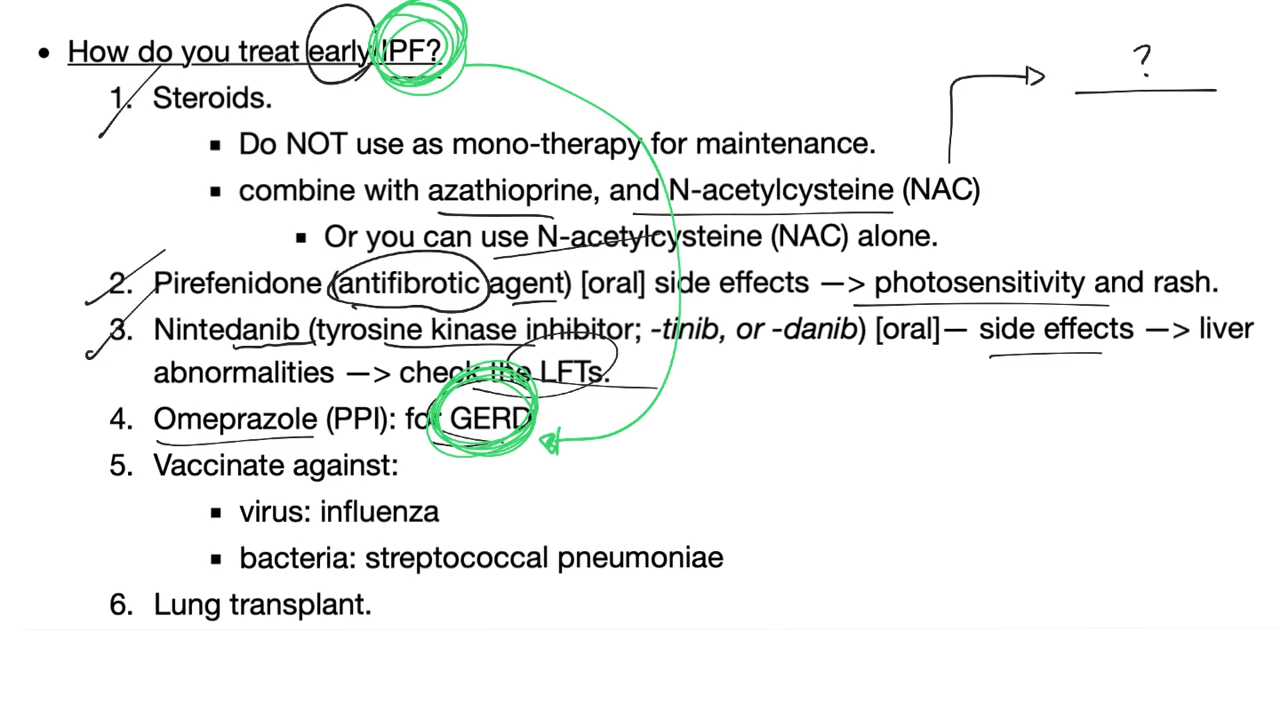 • How do you treat early IPF?
?
1. Steroids.
▪ Do NOT use as mono-therapy for maintenance.
▪ combine with azathioprine, and N-acetylcysteine (NAC)
▪ Or you can use N-acetylcysteine (NAC) alone.
2. Pirefenidone (antifibrotic agent) [oral] side effects —> photosensitivity and rash.
3. Nintedanib (tyrosine kinase inhibitor; -tinib, or -danib) [oral]— side effects —> liver
abnormalities —> check the LFTs.
4. Omeprazole (PPI): for GERD
5. Vaccinate against:
▪ virus: influenza
▪ bacteria: streptococcal pneumoniae
6. Lung transplant.